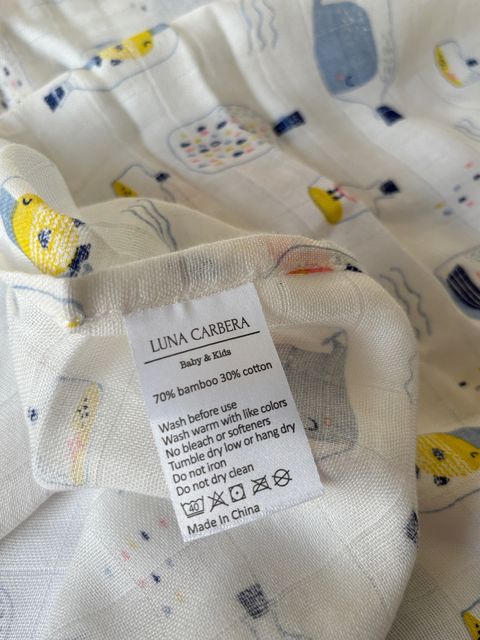 LUNA CARBERA
Baby & Kids
70% bamboo 30% cotton
Wash before use
Wash warm with like colors
No bleach or softeners
Tumble dry low or hang dry
Do not iron
Do not dry clean
40
Made In China